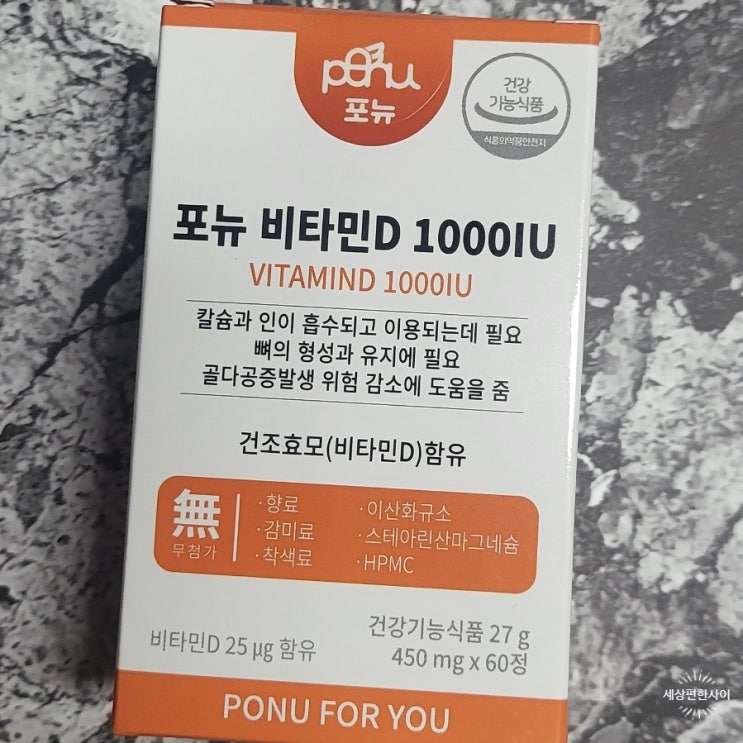 ponu
포뉴
건강
기능식품
식품의약품안전처
포뉴 비타민D 1000IU
VITAMIND 1000IU
칼슘과 인이 흡수되고 이용되는데 필요
뼈의 형성과 유지에 필요
골다공증발생 위험 감소에 도움을 줌
건조효모(비타민D)함유
無
무첨가
·향료
·감미료
·착색료
·이산화규소
·스테아린산마그네슘
·HPMC
비타민D 25 µg 함유
건강기능식품 27 g
450 mg x 60정
PONU FOR YOU
세상편한사이